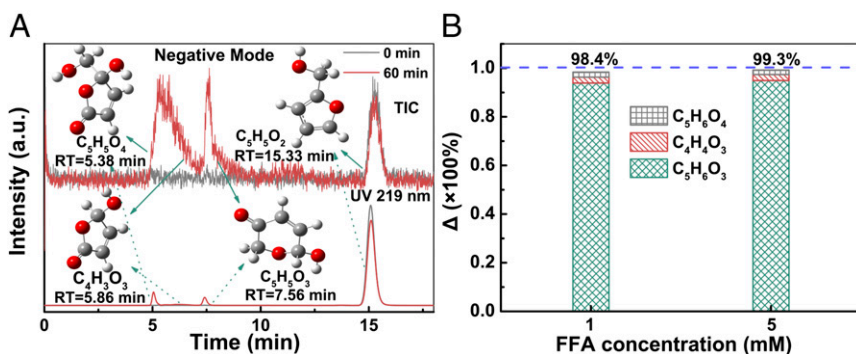 A
Negative Mode
0 min
60 min
TIC
C₅H₅O₄
RT=5.38 min
C₅H₅O₂
RT=15.33 min
UV 219 nm
C₄H₃O₃
RT=5.86 min
C₅H₅O₃
RT=7.56 min
Intensity (a.u.)
0 5 10 15
Time (min)
B
98.4% 99.3%
C₅H₆O₄
C₄H₄O₃
C₅H₆O₃
Δ (×100%)
1.0
0.8
0.6
0.4
0.2
0.0
1 5
FFA concentration (mM)